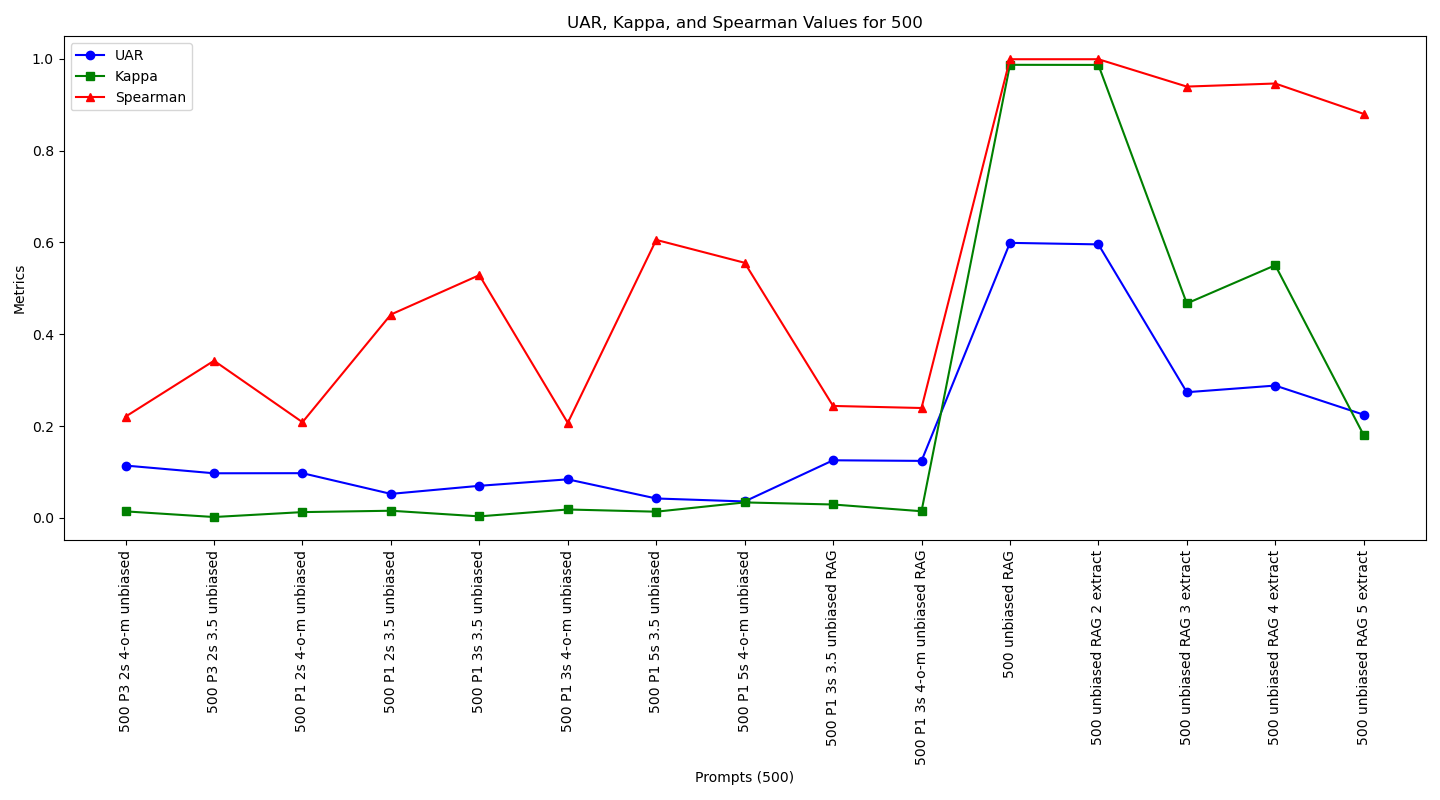 UAR, Kappa, and Spearman Values for 500
UAR
Kappa
Spearman
Metrics
1.0
0.8
0.6
0.4
0.2
0.0
500 P3 2s 4-o-m unbiased
500 P3 2s 3.5 unbiased
500 P1 2s 4-o-m unbiased
500 P1 2s 3.5 unbiased
500 P1 3s 3.5 unbiased
500 P1 3s 4-o-m unbiased
500 P1 5s 3.5 unbiased
500 P1 5s 4-o-m unbiased
500 P1 3s 3.5 unbiased RAG
500 P1 3s 4-o-m unbiased RAG
500 unbiased RAG
500 unbiased RAG 2 extract
500 unbiased RAG 3 extract
500 unbiased RAG 4 extract
500 unbiased RAG 5 extract
Prompts (500)